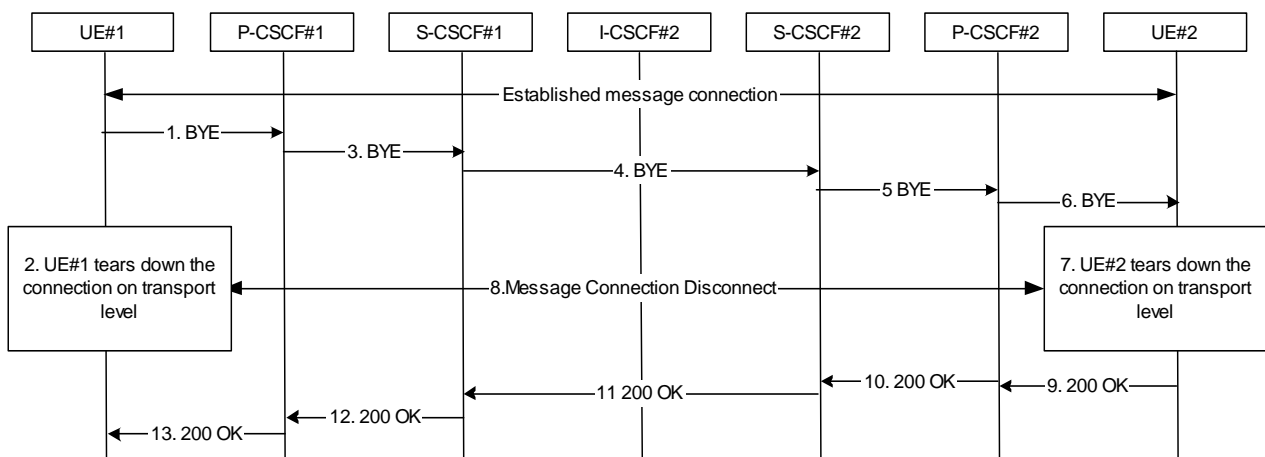 UE#1
P-CSCF#1
S-CSCF#1
I-CSCF#2
S-CSCF#2
P-CSCF#2
UE#2
Established message connection
1. BYE
3. BYE
4. BYE
5 BYE
6. BYE
2. UE#1 tears down the
connection on transport
level
8.Message Connection Disconnect
7. UE#2 tears down the
connection on transport
level
9. 200 OK
10. 200 OK
11 200 OK
12. 200 OK
13. 200 OK